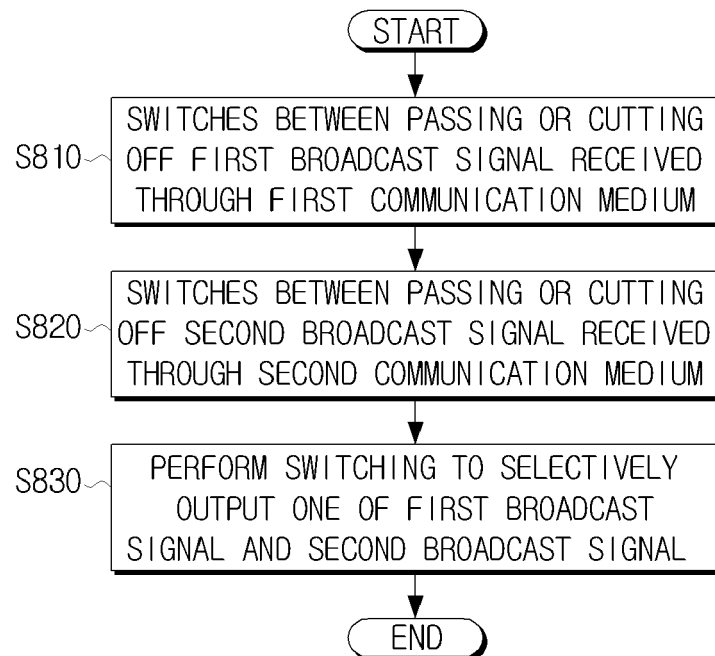 START
S810
SWITCHES BETWEEN PASSING OR CUTTING
OFF FIRST BROADCAST SIGNAL RECEIVED
THROUGH FIRST COMMUNICATION MEDIUM
S820
SWITCHES BETWEEN PASSING OR CUTTING
OFF SECOND BROADCAST SIGNAL RECEIVED
THROUGH SECOND COMMUNICATION MEDIUM
S830
PERFORM SWITCHING TO SELECTIVELY
OUTPUT ONE OF FIRST BROADCAST
SIGNAL AND SECOND BROADCAST SIGNAL
END